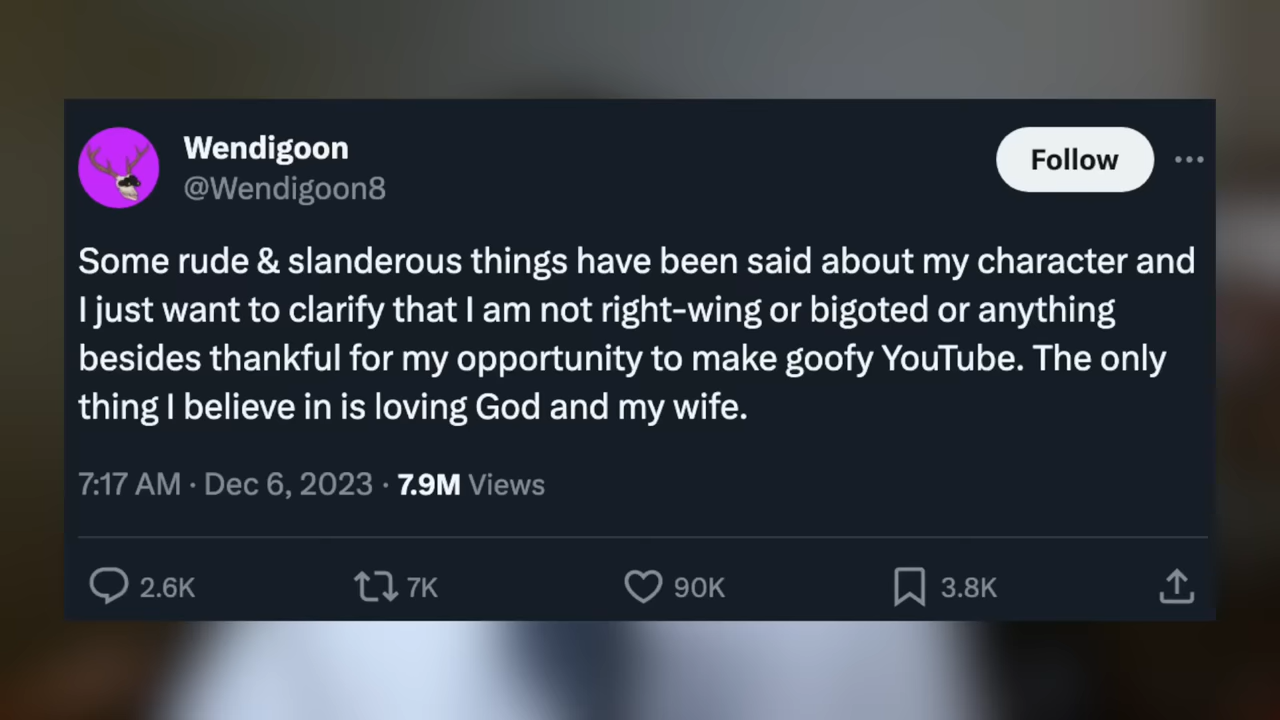 Wendigoon
@Wendigoon8
Follow
Some rude & slanderous things have been said about my character and
I just want to clarify that I am not right-wing or bigoted or anything
besides thankful for my opportunity to make goofy YouTube. The only
thing I believe in is loving God and my wife.
7:17 AM · Dec 6, 2023 · 7.9M Views
2.6K 7K 90K 3.8K